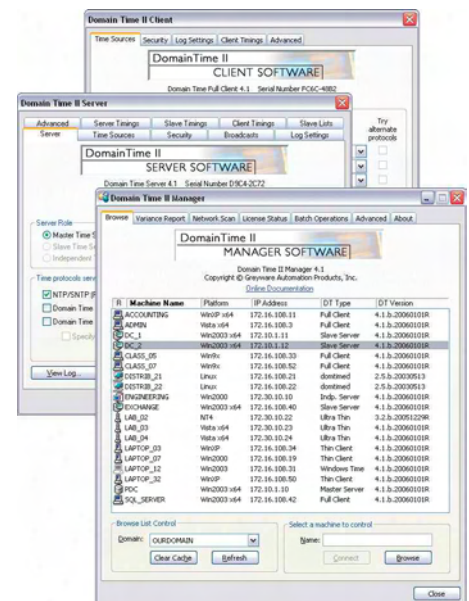 Domain Time II Client
Time Sources Security Log Settings Client Timings Advanced
DomainTime II
CLIENT SOFTWARE
Domain Time Full Client 4.1 Serial Number PC6C-48B2
Domain Time II Server
Advanced Server Timings Slave Timings Client Timings Slave Lists
Server Time Sources Security Broadcasts Log Settings
Try alternate protocols
DomainTime II
SERVER SOFTWARE
Domain Time Server 4.1 Serial Number D9C4-2C72
Server Role
Master Time S
Slave Time Se
Independent
Time protocols serv
NTP/SNTP (R
Domain Time
Domain Time
Specify
View Log...
Domain Time II Manager
Browse Variance Report Network Scan License Status Batch Operations Advanced About
DomainTime II
MANAGER SOFTWARE
Domain Time II Manager 4.1
Copyright © Greyware Automation Products, Inc.
Online Documentation
R Machine Name Platform IP Address DT Type DT Version
ACCOUNTING WinXP x64 172.16.108.11 Full Client 4.1.b.20060101R
ADMIN Vista x64 172.16.108.3 Full Client 4.1.b.20060101R
DC_1 Win2003 x64 172.10.1.11 Slave Server 4.1.b.20060101R
DC_2 Win2003 x64 172.10.1.12 Slave Server 4.1.b.20060101R
CLASS_05 Win9x 172.16.108.33 Full Client 4.1.b.20060101R
CLASS_07 Win9x 172.16.108.52 Full Client 4.1.b.20060101R
DISTRIB_21 Linux 172.16.108.21 domtimed 2.5.b.20030513
DISTRIB_22 Linux 172.16.108.22 domtimed 2.5.b.20030513
ENGINEERING Win2000 172.30.10.10 Indp. Server 4.1.b.20060101R
EXCHANGE Win2003 x64 172.16.108.40 Slave Server 4.1.b.20060101R
LAB_02 NT4 172.30.10.22 Ultra Thin 3.2.b.20051229R
LAB_03 Vista x64 172.30.10.23 Ultra Thin 4.1.b.20060101R
LAB_04 Vista x64 172.30.10.24 Ultra Thin 4.1.b.20060101R
LAPTOP_03 WinXP 172.16.108.34 Thin Client 4.1.b.20060101R
LAPTOP_07 Win2000 172.16.108.19 Thin Client 4.1.b.20060101R
LAPTOP_12 Win2003 172.16.108.31 Windows Time 4.1.b.20060101R
LAPTOP_32 WinXP 172.16.108.50 Thin Client 4.1.b.20060101R
PDC Win2003 x64 172.10.1.10 Master Server 4.1.b.20060101R
SQL_SERVER Win2003 x64 172.16.108.42 Full Client 4.1.b.20060101R
Browse List Control
Domain: OURDOMAIN
Clear Cache Refresh
Select a machine to control
Name:
Connect Browse
Close